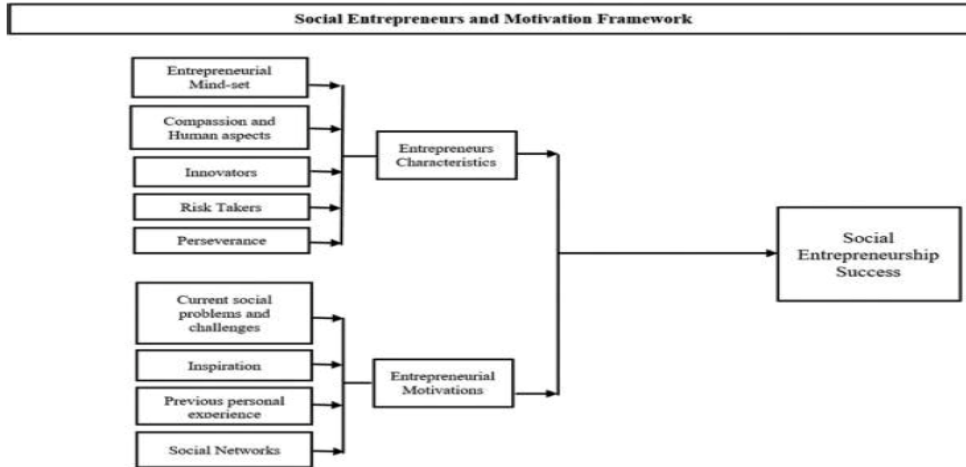 Social Entrepreneurs and Motivation Framework
Entrepreneurial
Mind-set
Compassion and
Human aspects
Innovators
Risk Takers
Perseverance
Entrepreneurs
Characteristics
Current social
problems and
challenges
Inspiration
Previous personal
experience
Social Networks
Entrepreneurial
Motivations
Social
Entrepreneurship
Success